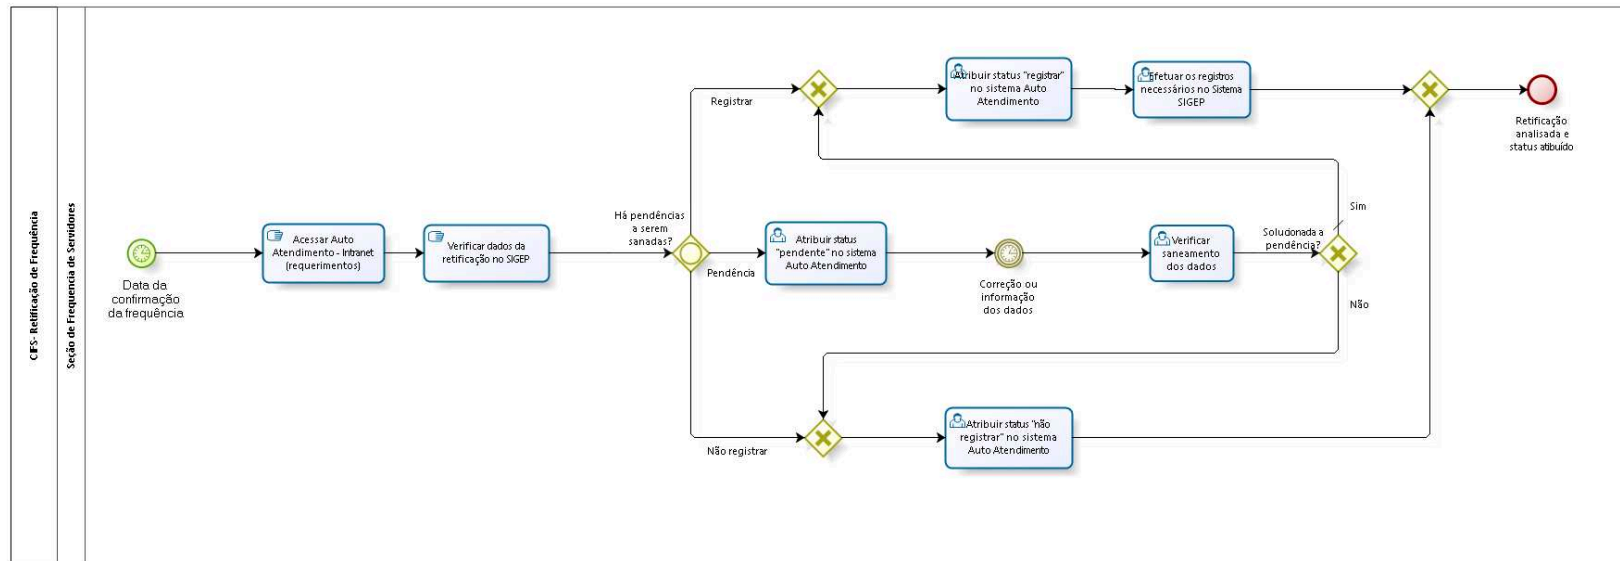 CIFS- Retificação de Frequência
Seção de Frequencia de Servidores
Data da
confirmação
da frequência
Acessar Auto
Atendimento - Intranet
(requerimentos)
Verificar dados da
retificação no SIGEP
Há pendências
a serem
sanadas?
Registrar
Pendência
Não registrar
Atribuir status "registrar"
no sistema Auto
Atendimento
Efetuar os registros
necessários no Sistema
SIGEP
Retificação
analisada e
status atibuído
Atribuir status
"pendente" no sistema
Auto Atendimento
Correção ou
informação
dos dados
Verificar
saneamento
dos dados
Solucionada a
pendência?
Sim
Não
Atribuir status "não
registrar" no sistema
Auto Atendimento